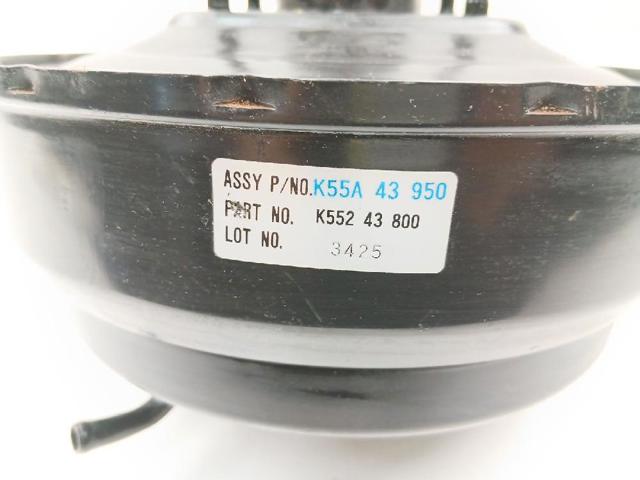 ASSY P/NO. K55A 43 950
PART NO. K552 43 800
LOT NO. 3425